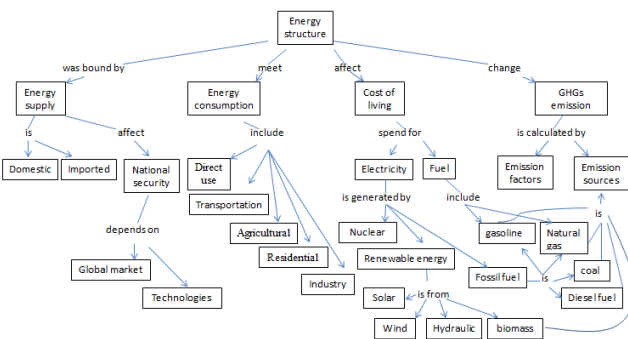 Energy
structure
was bound by
meet
affect
change
Energy
supply
Energy
consumption
Cost of
living
GHGs
emission
is
affect
include
spend for
is calculated by
Domestic
Imported
National
security
Direct
use
Electricity
Fuel
Emission
factors
Emission
sources
Transportation
is generated by
include
is
depends on
Agricultural
Nuclear
gasoline
Natural
gas
Residential
Renewable energy
Global market
Industry
Fossil fuel
is
coal
Technologies
Solar
is from
Diesel fuel
Wind
Hydraulic
biomass